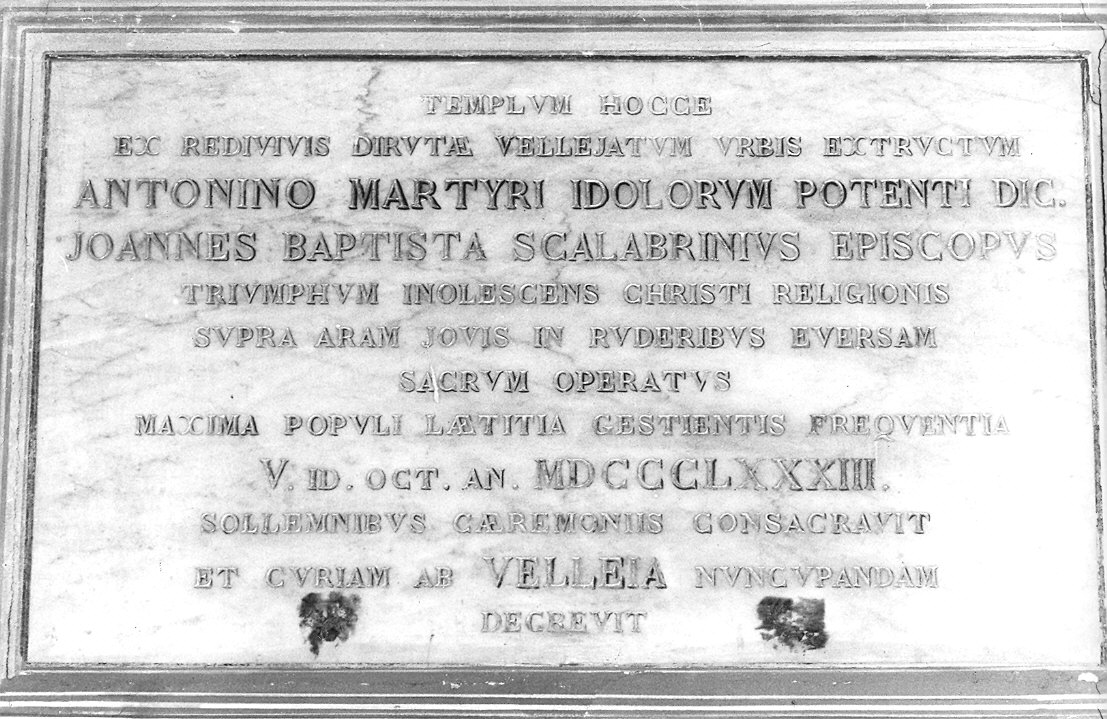 TEMPLVM HOCCE
EX REDIVIVIS DIRVTÆ VELLEJATVM VRBIS EXTRVCTVM
ANTONINO MARTYRI IDOLORVM POTENTI DIC.
JOANNES BAPTISTA SCALABRINIVS EPISCOPVS
TRIVMPHVM INOLESCENS CHRISTI RELIGIONIS
SVPRA ARAM JOVIS IN RVDERIBVS EVERSAM
SACRVM OPERATVS
MAXIMA POPVLI LÆTITIA GESTIENTIS FREQVENTIA
V. ID. OCT. AN. MDCCCLXXXIII.
SOLLEMNIBVS CÆREMONIIS CONSACRAVIT
ET CVRIAM AB VELLEIA NVNCVPANDAM
DECREVIT